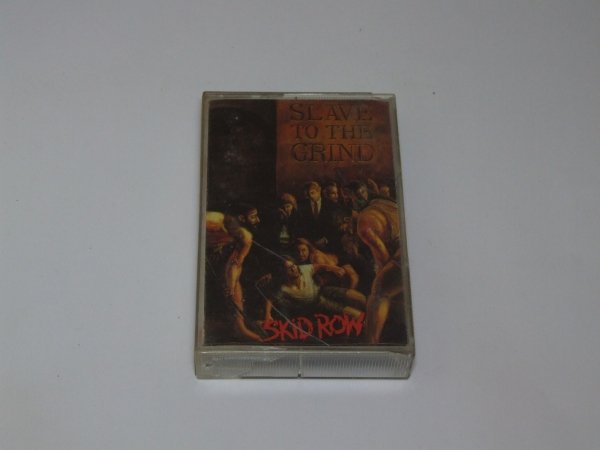 SLAVE
TO THE
GRIND
SKID ROW